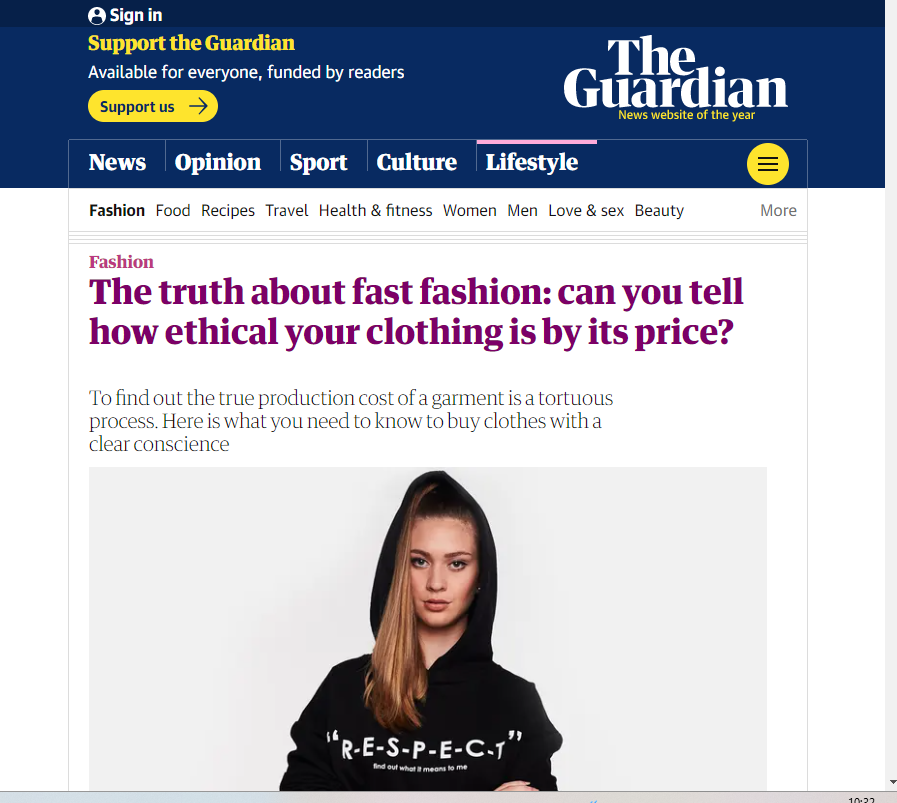 Sign in
Support the Guardian
Available for everyone, funded by readers
Support us
The
Guardian
News website of the year
News Opinion Sport Culture Lifestyle
Fashion Food Recipes Travel Health & fitness Women Men Love & sex Beauty More
Fashion
The truth about fast fashion: can you tell
how ethical your clothing is by its price?
To find out the true production cost of a garment is a tortuous
process. Here is what you need to know to buy clothes with a
clear conscience
“R-E-S-P-E-C-T”
find out what it means to me
10:32